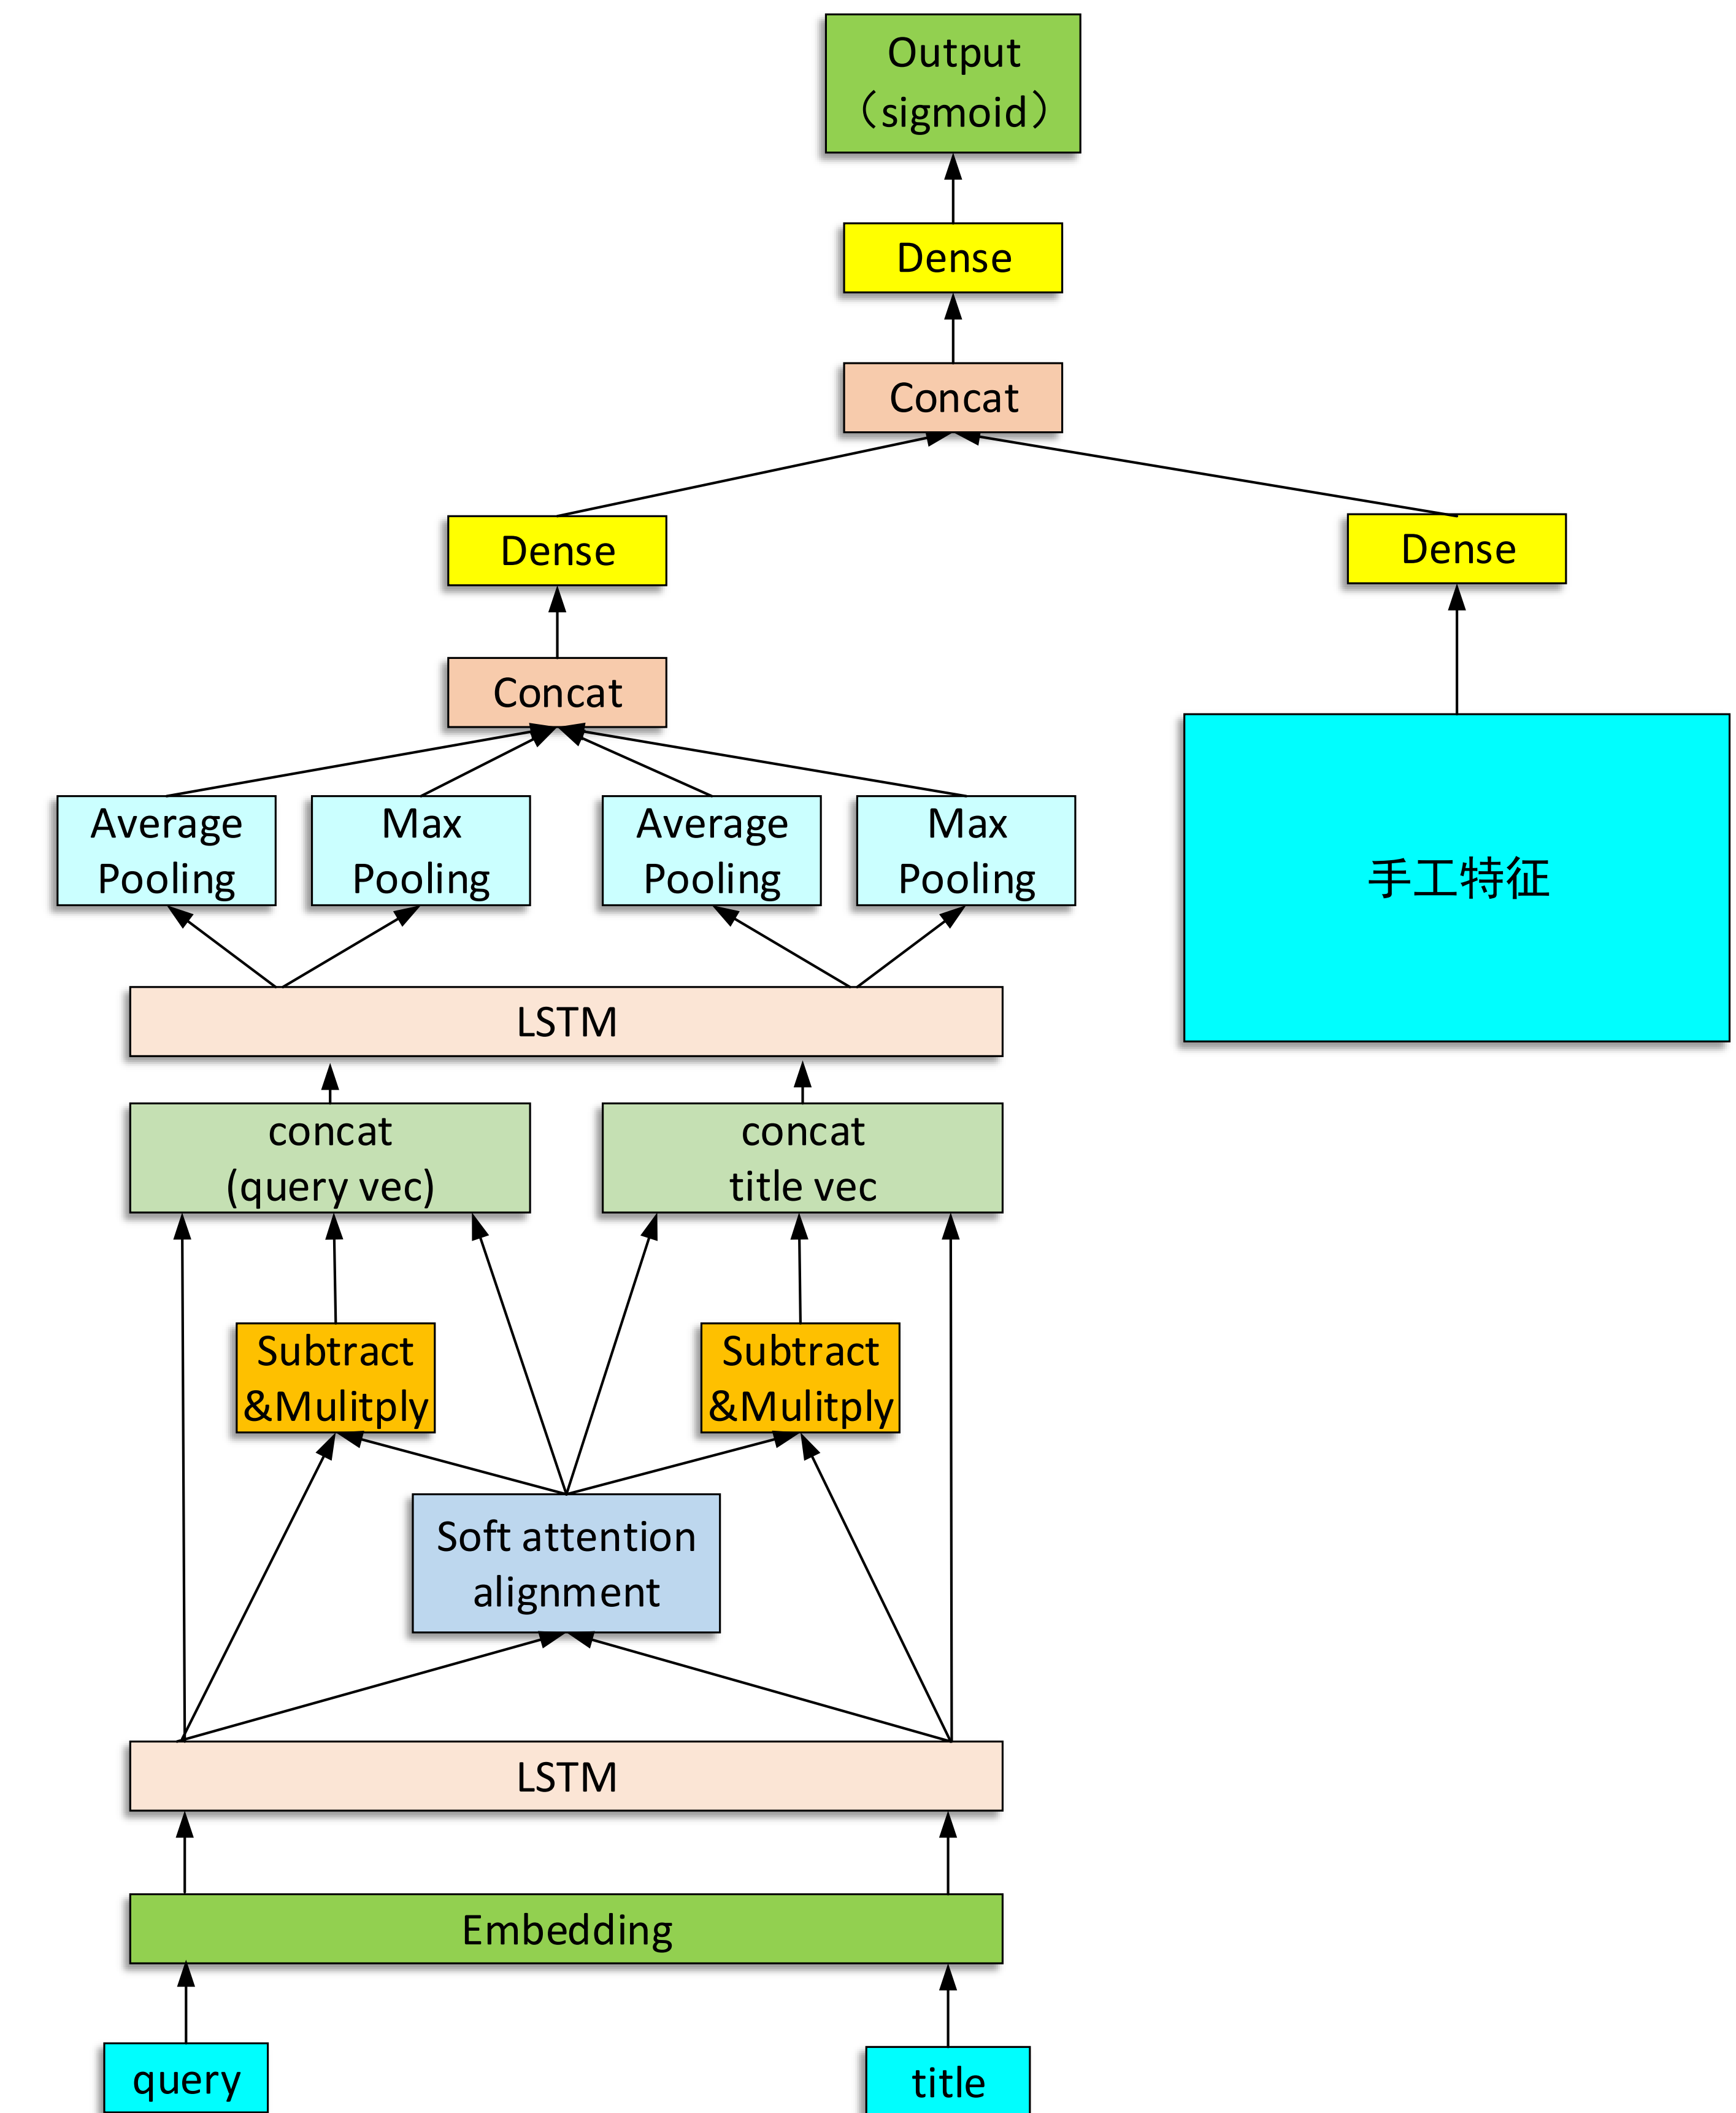 Output
（sigmoid）
Dense
Concat
Dense
Dense
Concat
Average
Pooling
Max
Pooling
Average
Pooling
Max
Pooling
手工特征
LSTM
concat
(query vec)
concat
title vec
Subtract
&Mulitply
Subtract
&Mulitply
Soft attention
alignment
LSTM
Embedding
query
title